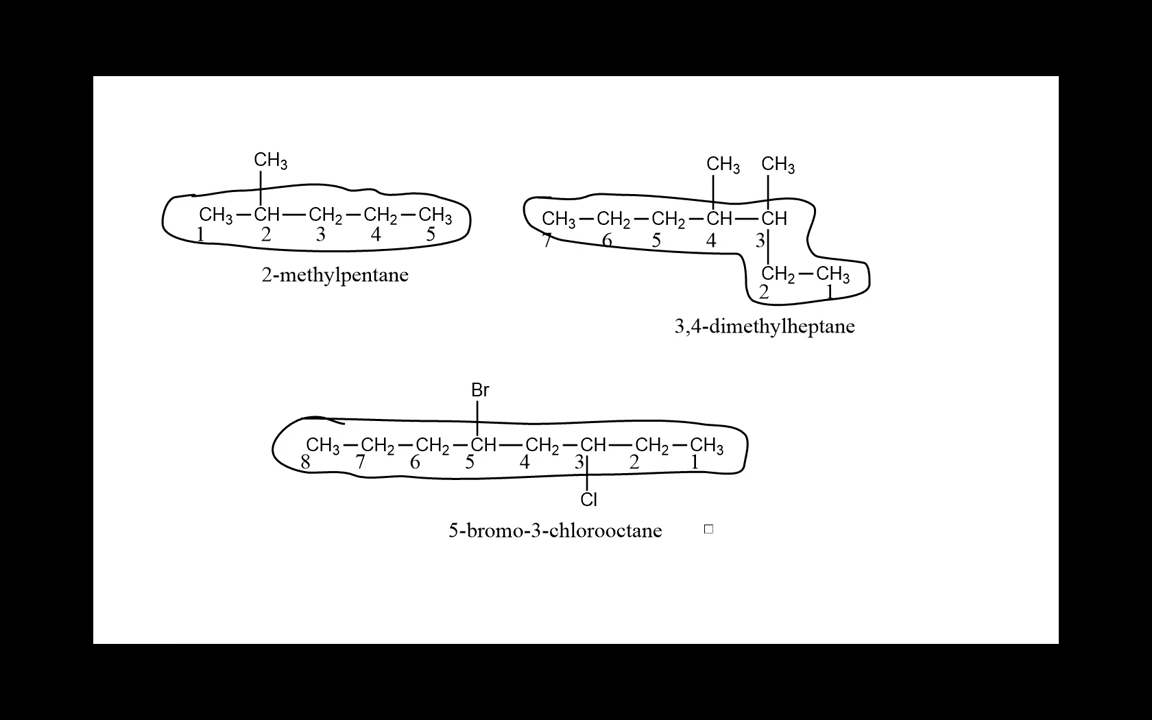 CH3
CH3–CH–CH2–CH2–CH3
1 2 3 4 5
2-methylpentane
CH3 CH3
CH3–CH2–CH2–CH–CH
7 6 5 4 3
CH2–CH3
2 1
3,4-dimethylheptane
Br
CH3–CH2–CH2–CH–CH2–CH–CH2–CH3
8 7 6 5 4 3 2 1
Cl
5-bromo-3-chlorooctane